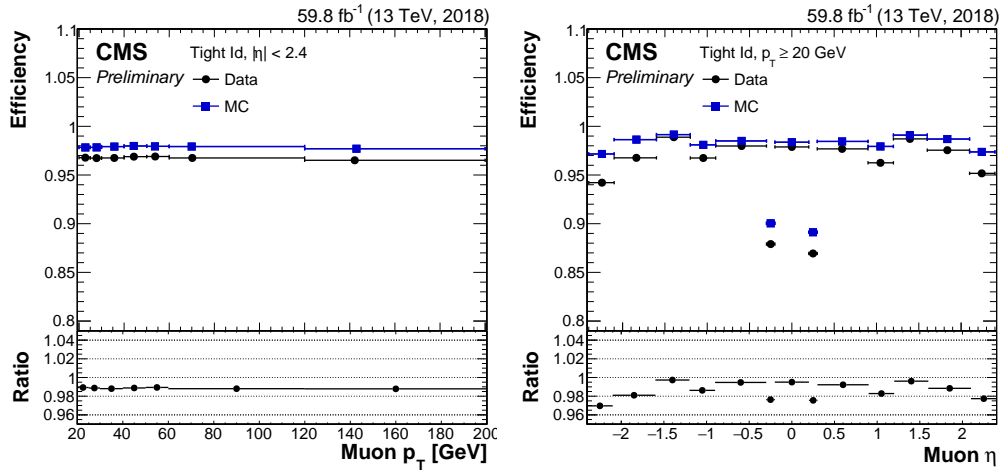 59.8 fb⁻¹ (13 TeV, 2018)
Efficiency
1.1
1.05
1
0.95
0.9
0.85
0.8
CMS
Preliminary
Tight Id, |η| < 2.4
Data
MC
Ratio
1.04
1.02
1
0.98
0.96
20 40 60 80 100 120 140 160 180 200
Muon p_T [GeV]
59.8 fb⁻¹ (13 TeV, 2018)
Efficiency
1.1
1.05
1
0.95
0.9
0.85
0.8
CMS
Preliminary
Tight Id, p_T ≥ 20 GeV
Data
MC
Ratio
1.04
1.02
1
0.98
0.96
−2 −1.5 −1 −0.5 0 0.5 1 1.5 2
Muon η